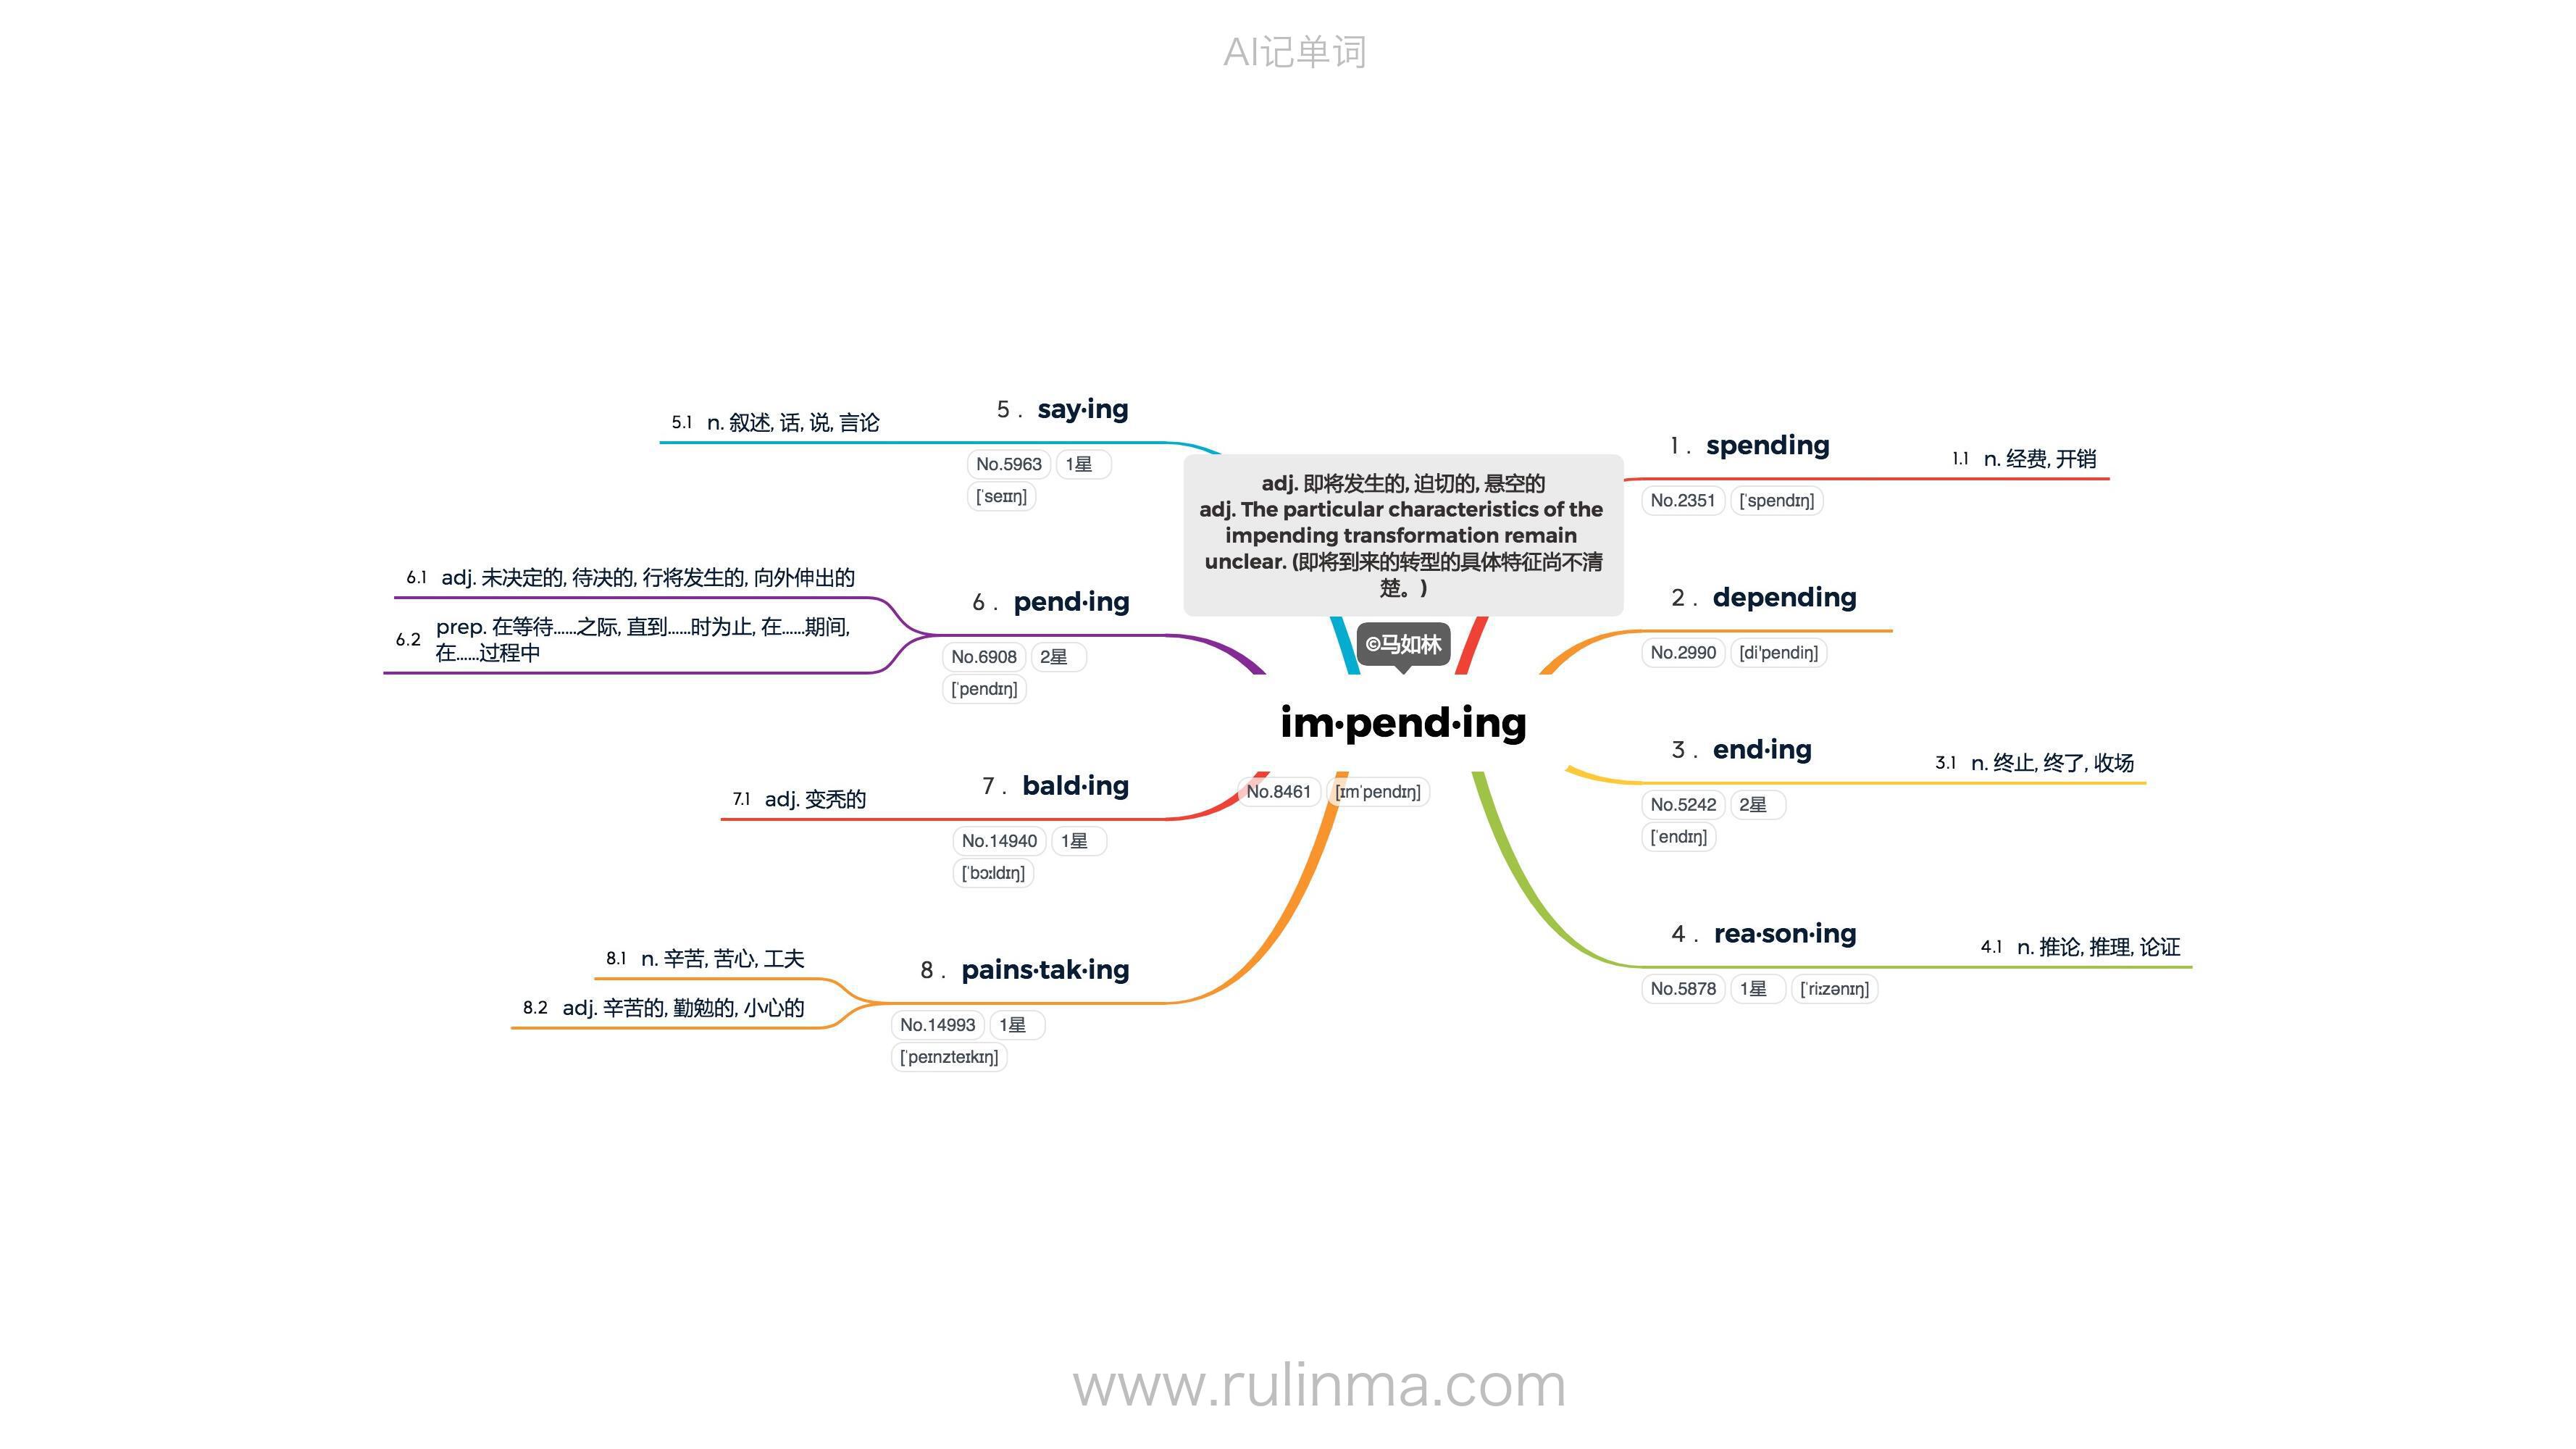 AI记单词
adj. 即将发生的, 迫切的, 悬空的
adj. The particular characteristics of the
impending transformation remain
unclear. (即将到来的转型的具体特征尚不清
楚。)
©马如林
im·pend·ing
No.8461 [ɪmˈpendɪŋ]
1 . spending
1.1 n. 经费, 开销
No.2351 [ˈspendɪŋ]
2 . depending
No.2990 [di'pendiŋ]
3 . end·ing
3.1 n. 终止, 终了, 收场
No.5242 2星
[ˈendɪŋ]
4 . rea·son·ing
4.1 n. 推论, 推理, 论证
No.5878 1星 [ˈriːzənɪŋ]
5 . say·ing
5.1 n. 叙述, 话, 说, 言论
No.5963 1星
[ˈseɪɪŋ]
6 . pend·ing
6.1 adj. 未决定的, 待决的, 行将发生的, 向外伸出的
6.2 prep. 在等待......之际, 直到......时为止, 在......期间,
在......过程中
No.6908 2星
[ˈpendɪŋ]
7 . bald·ing
7.1 adj. 变秃的
No.14940 1星
[ˈbɔːldɪŋ]
8 . pains·tak·ing
8.1 n. 辛苦, 苦心, 工夫
8.2 adj. 辛苦的, 勤勉的, 小心的
No.14993 1星
[ˈpeɪnzteɪkɪŋ]
www.rulinma.com